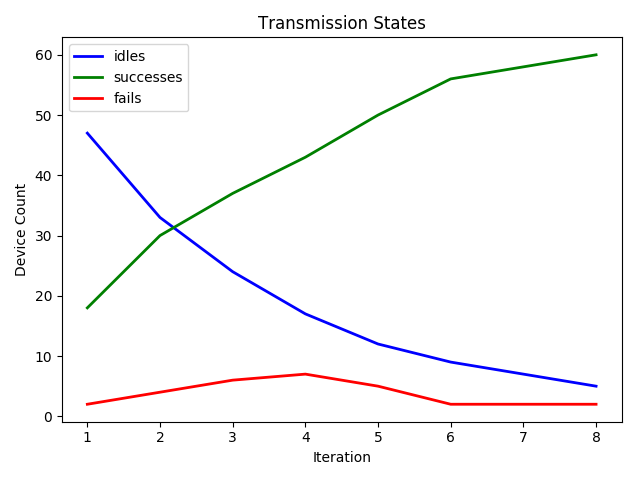 Transmission States
idles
successes
fails
60
50
40
30
20
10
0
Device Count
1 2 3 4 5 6 7 8
Iteration